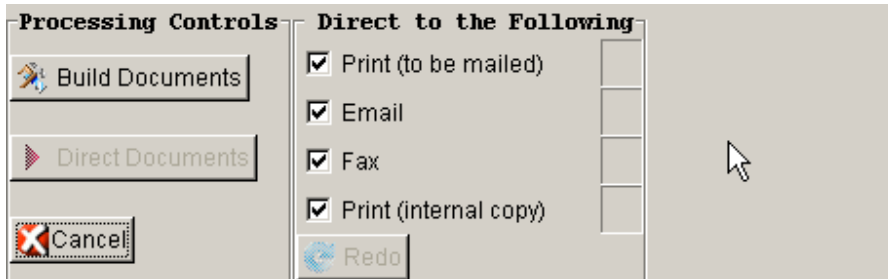 Processing Controls
Build Documents
Direct Documents
Cancel
Direct to the Following
Print (to be mailed)
Email
Fax
Print (internal copy)
Redo